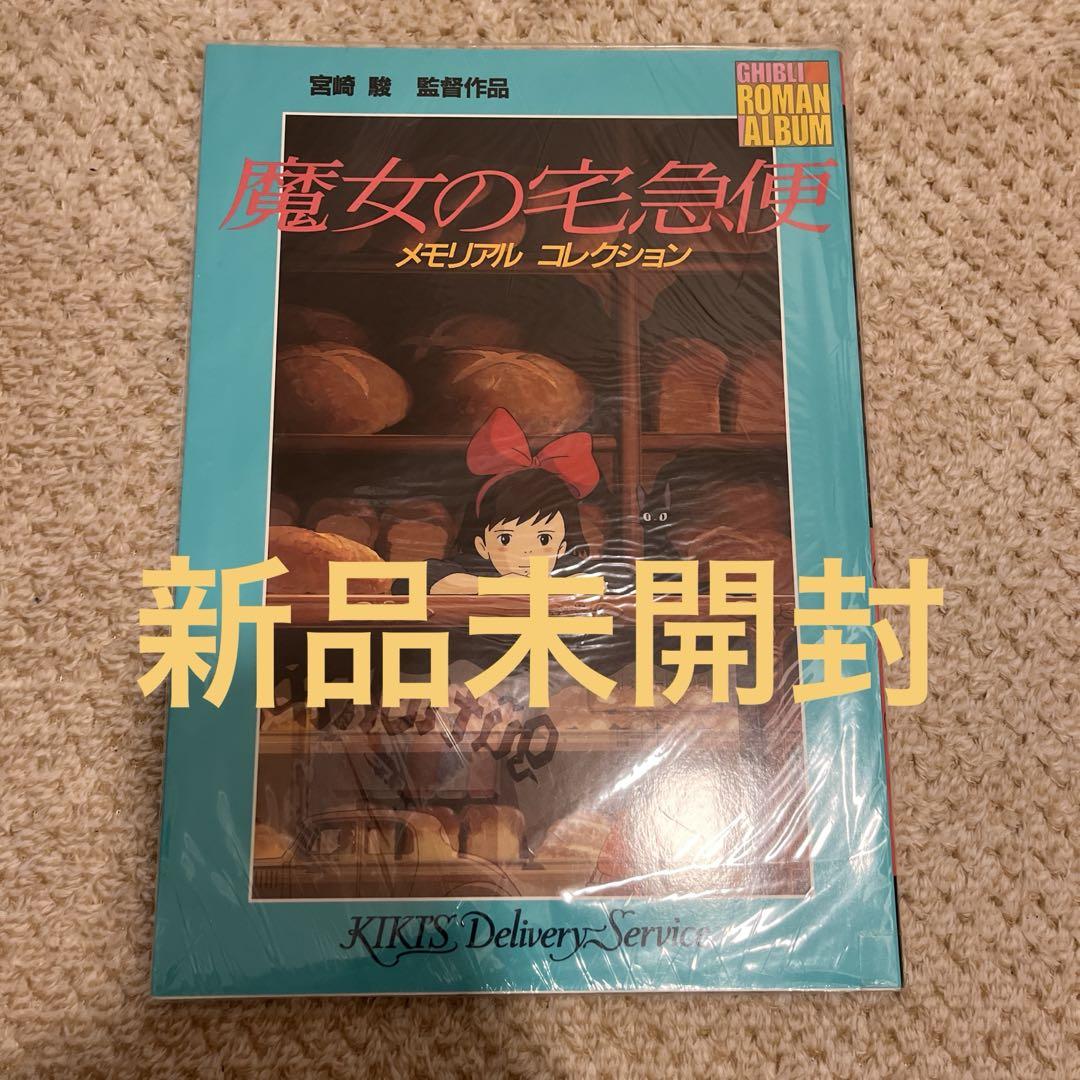 宮崎 駿 監督作品
GHIBLI
ROMAN
ALBUM
魔女の宅急便
メモリアル コレクション
新品未開封
KIKI'S Delivery Service